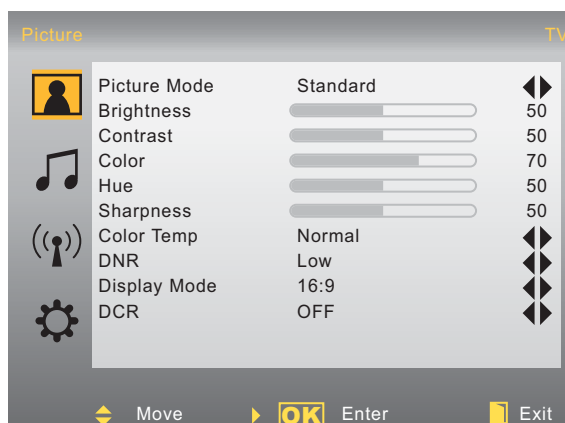 Picture TV
Picture Mode Standard
Brightness 50
Contrast 50
Color 70
Hue 50
Sharpness 50
Color Temp Normal
DNR Low
Display Mode 16:9
DCR OFF
Move OK Enter Exit